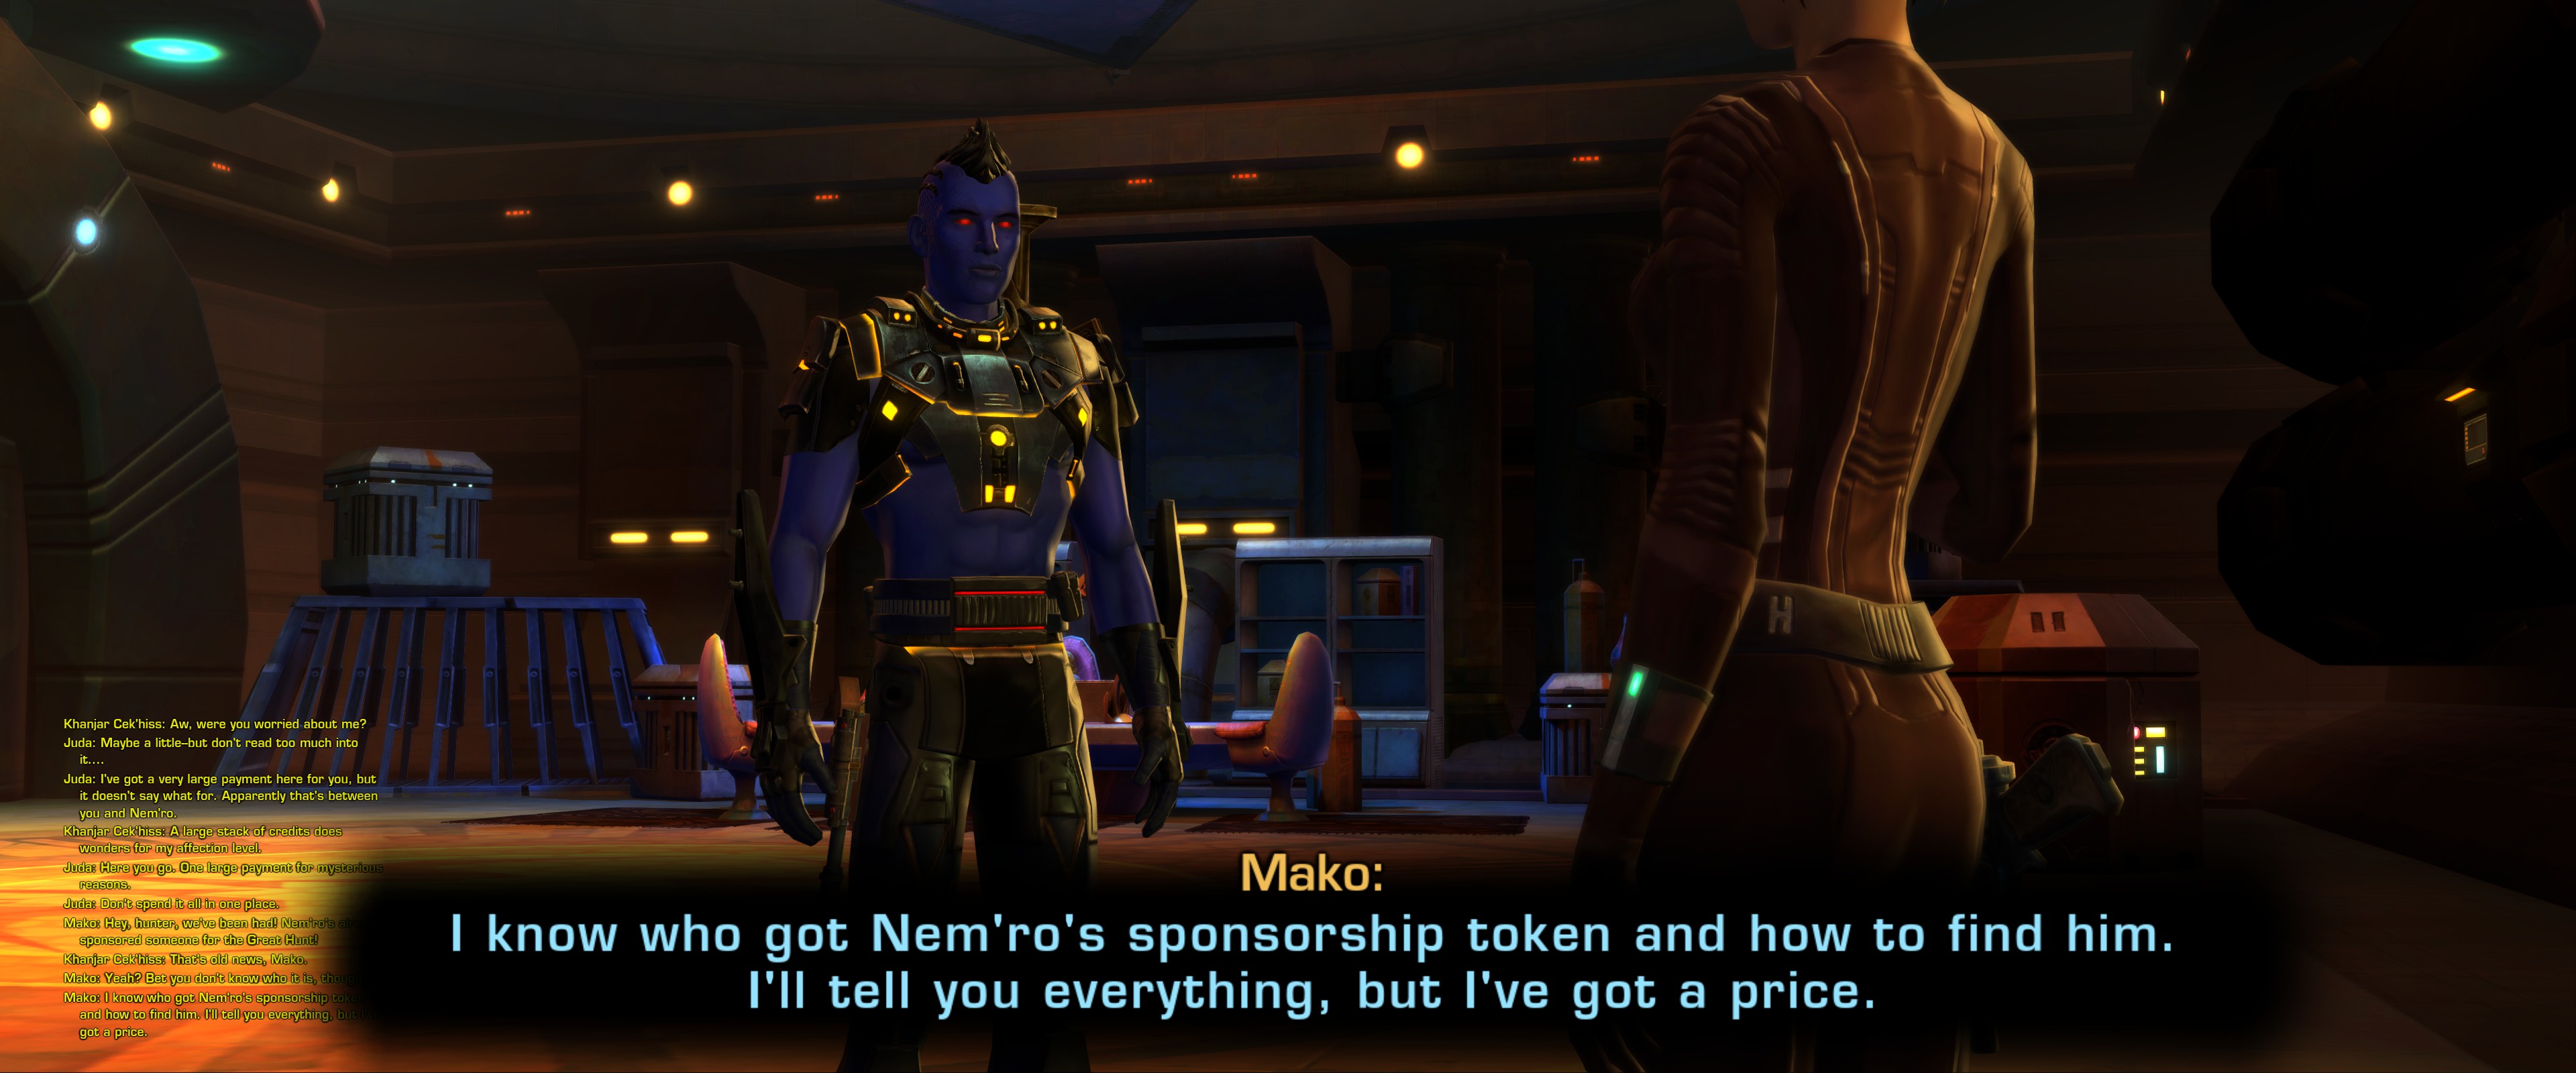 Khanjar Cek'hiss: Aw, were you worried about me?
Juda: Maybe a little–but don't read too much into
it....
Juda: I've got a very large payment here for you, but
it doesn't say what for. Apparently that's between
you and Nem'ro.
Khanjar Cek'hiss: A large stack of credits does
wonders for my affection level.
Juda: Here you go. One large payment for mysterious
reasons.
Juda: Don't spend it all in one place.
Mako: Hey, hunter, we've been had! Nem'ro's
sponsored someone for the Great Hunt!
Khanjar Cek'hiss: That's old news, Mako.
Mako: Yeah? Bet you don't know who it is,
Mako: I know who got Nem'ro's sponsorship
and how to find him. I'll tell you everything, but
got a price.
Mako:
I know who got Nem'ro's sponsorship token and how to find him.
I'll tell you everything, but I've got a price.
H